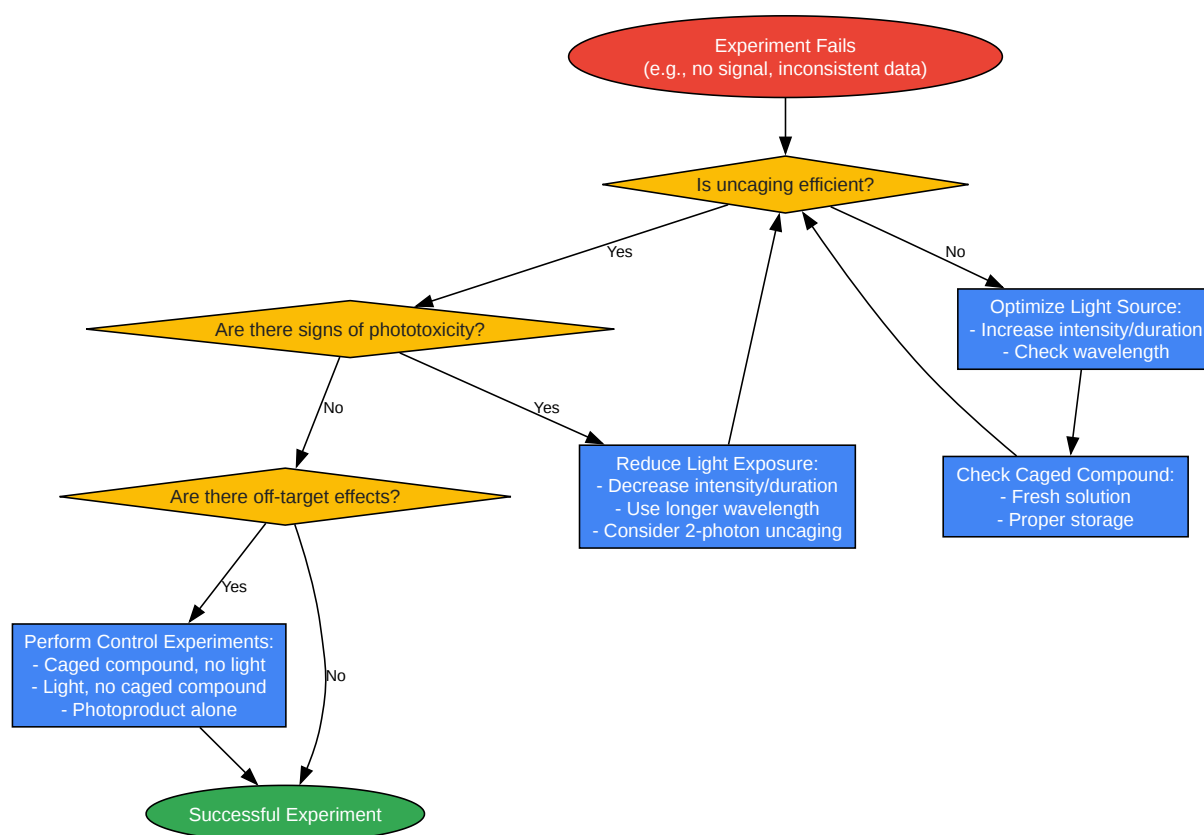 Experiment Fails
(e.g., no signal, inconsistent data)
Is uncaging efficient?
Yes
No
Optimize Light Source:
- Increase intensity/duration
- Check wavelength
Are there signs of phototoxicity?
No
Yes
Reduce Light Exposure:
- Decrease intensity/duration
- Use longer wavelength
- Consider 2-photon uncaging
Check Caged Compound:
- Fresh solution
- Proper storage
Are there off-target effects?
Yes
No
Perform Control Experiments:
- Caged compound, no light
- Light, no caged compound
- Photoproduct alone
Successful Experiment